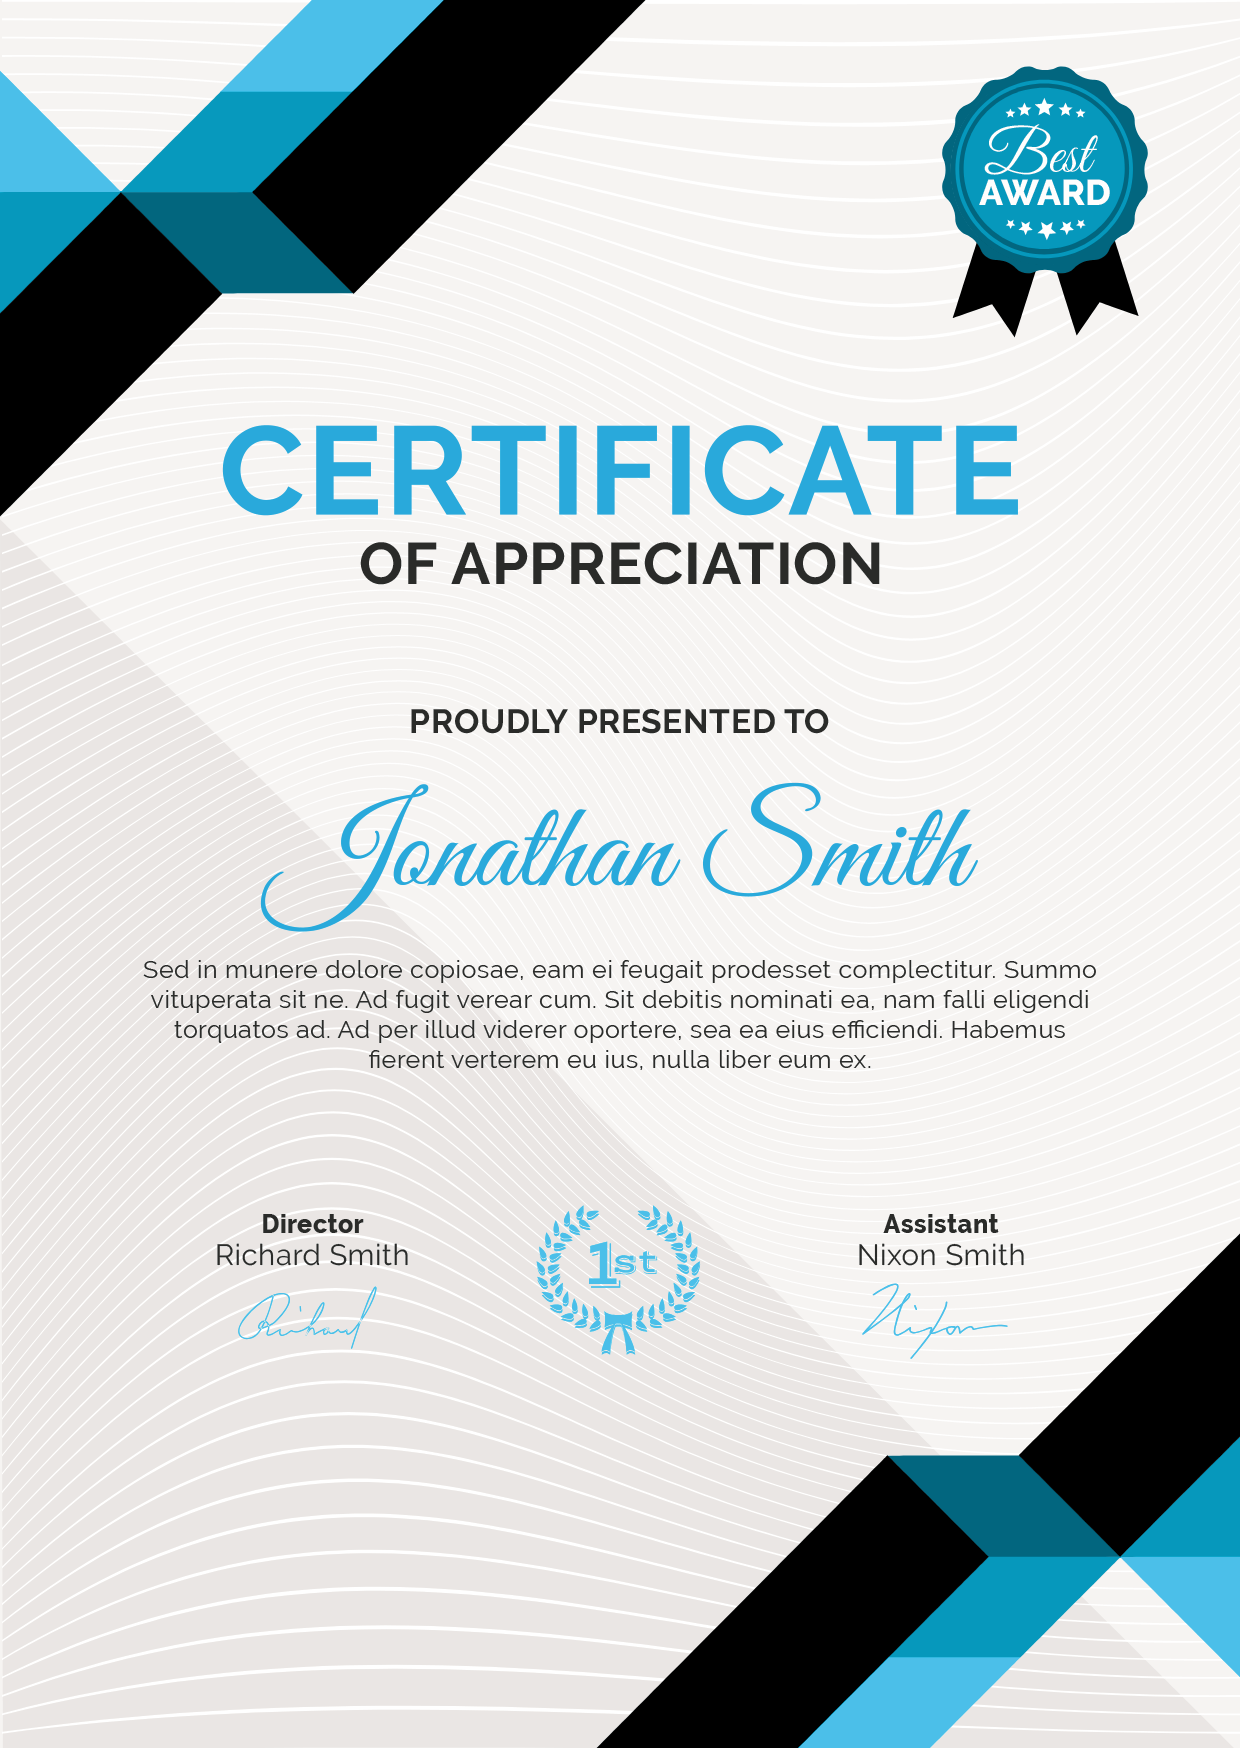 Best
AWARD
CERTIFICATE
OF APPRECIATION
PROUDLY PRESENTED TO
Jonathan Smith
Sed in munere dolore copiosae, eam ei feugait prodesset complectitur. Summo
vituperata sit ne. Ad fugit verear cum. Sit debitis nominati ea, nam falli eligendi
torquatos ad. Ad per illud viderer oportere, sea ea eius efficiendi. Habemus
fierent verterem eu ius, nulla liber eum ex.
Director
Richard Smith
Richard
1st
Assistant
Nixon Smith
Nixon